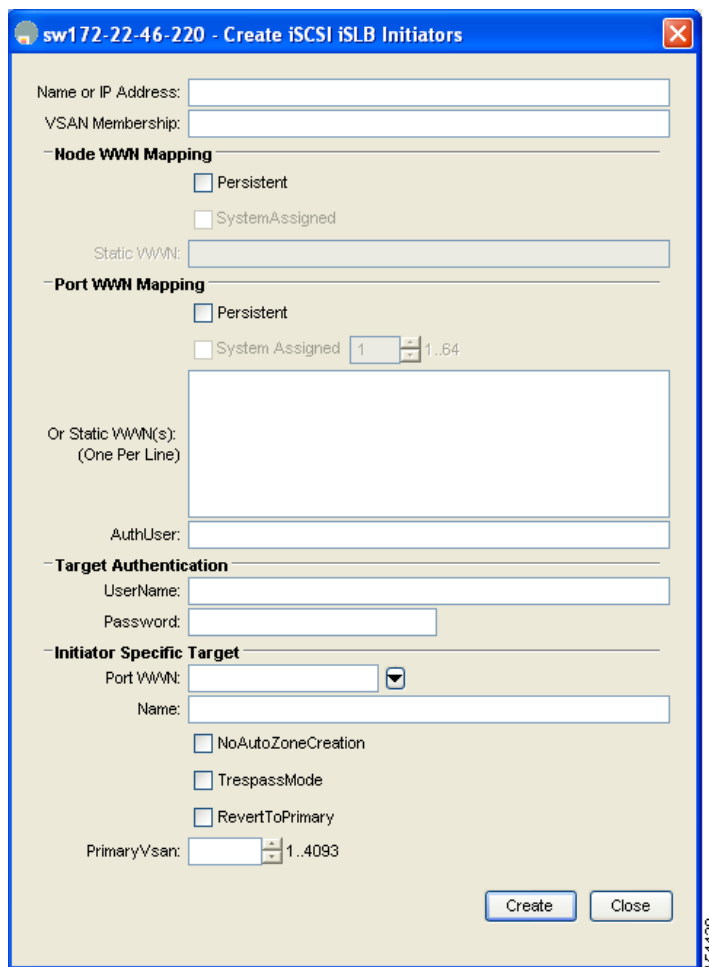 sw172-22-46-220 - Create iSCSI iSLB Initiators
Name or IP Address:
VSAN Membership:
Node WWN Mapping
Persistent
SystemAssigned
Static WWN:
Port WWN Mapping
Persistent
System Assigned 1 1..64
Or Static WWN(s):
(One Per Line)
AuthUser:
Target Authentication
UserName:
Password:
Initiator Specific Target
Port WWN:
Name:
NoAutoZoneCreation
TrespassMode
RevertToPrimary
PrimaryVsan: 1..4093
Create Close